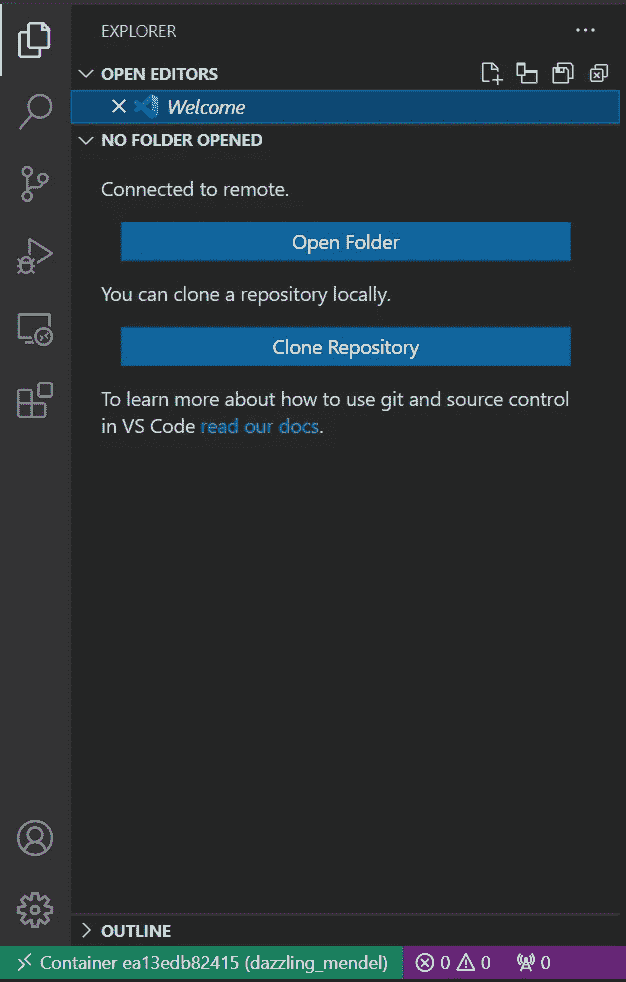 EXPLORER
OPEN EDITORS
Welcome
NO FOLDER OPENED
Connected to remote.
Open Folder
You can clone a repository locally.
Clone Repository
To learn more about how to use git and source control
in VS Code read our docs.
OUTLINE
Container ea13edb82415 (dazzling_mendel) 0 0 0